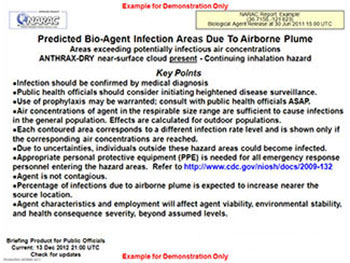 Example for Demonstration Only
NARAC
NARAC Report: Example
Biological Agent Release at 30 Jun 2011 15:00 UTC
Predicted Bio-Agent Infection Areas Due To Airborne Plume
Areas exceeding potentially infectious air concentrations
ANTHRAX-DRY near-surface cloud present - Continuing inhalation hazard
Key Points
●Infection should be confirmed by medical diagnosis
●Public health officials should consider initiating heightened disease surveillance.
●Use of prophylaxis may be warranted; consult with public health officials ASAP.
●Air concentrations of agent in the respirable size range are sufficient to cause infections
in the general population. Effects are calculated for outdoor populations.
●Each contoured area corresponds to a different infection rate level and is shown only if
the corresponding air concentrations are reached.
●Due to uncertainties, individuals outside these hazard areas could become infected.
●Appropriate personal protective equipment (PPE) is needed for all emergency response
personnel entering the hazard areas. Refer to http://www.cdc.gov/niosh/docs/2009-132
●Agent is not contagious.
●Percentage of infections due to airborne plume is expected to increase nearer the
source location.
●Agent characteristics and employment will affect agent viability, environmental stability,
and health consequence severity, beyond assumed levels.
Briefing Product for Public Officials
Current: 13 Dec 2012 21:00 UTC
Check for updates
Example for Demonstration Only